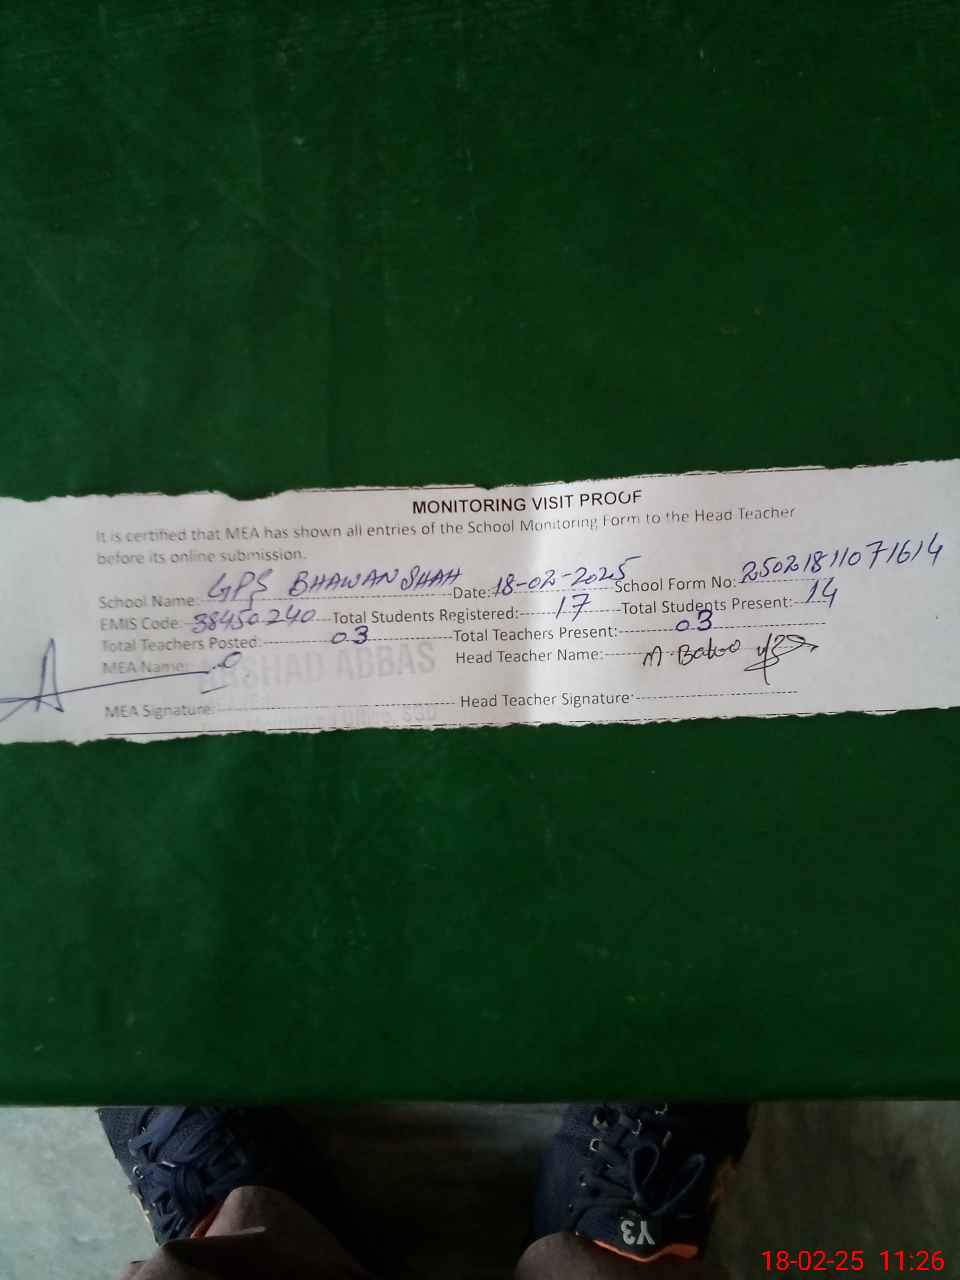 MONITORING VISIT PROOF
It is certified that MEA has shown all entries of the School Monitoring Form to the Head Teacher
before its online submission.
School Name: GPS BHAWAN SHAH Date: 18-02-2025 School Form No: 25021811071614
EMIS Code: 38450240 Total Students Registered: 17 Total Students Present: 14
Total Teachers Posted: 03 Total Teachers Present: 03
MEA Name: ARSHAD ABBAS Head Teacher Name: M
MEA Signature: Head Teacher Signature:
Y3
18-02-25 11:26